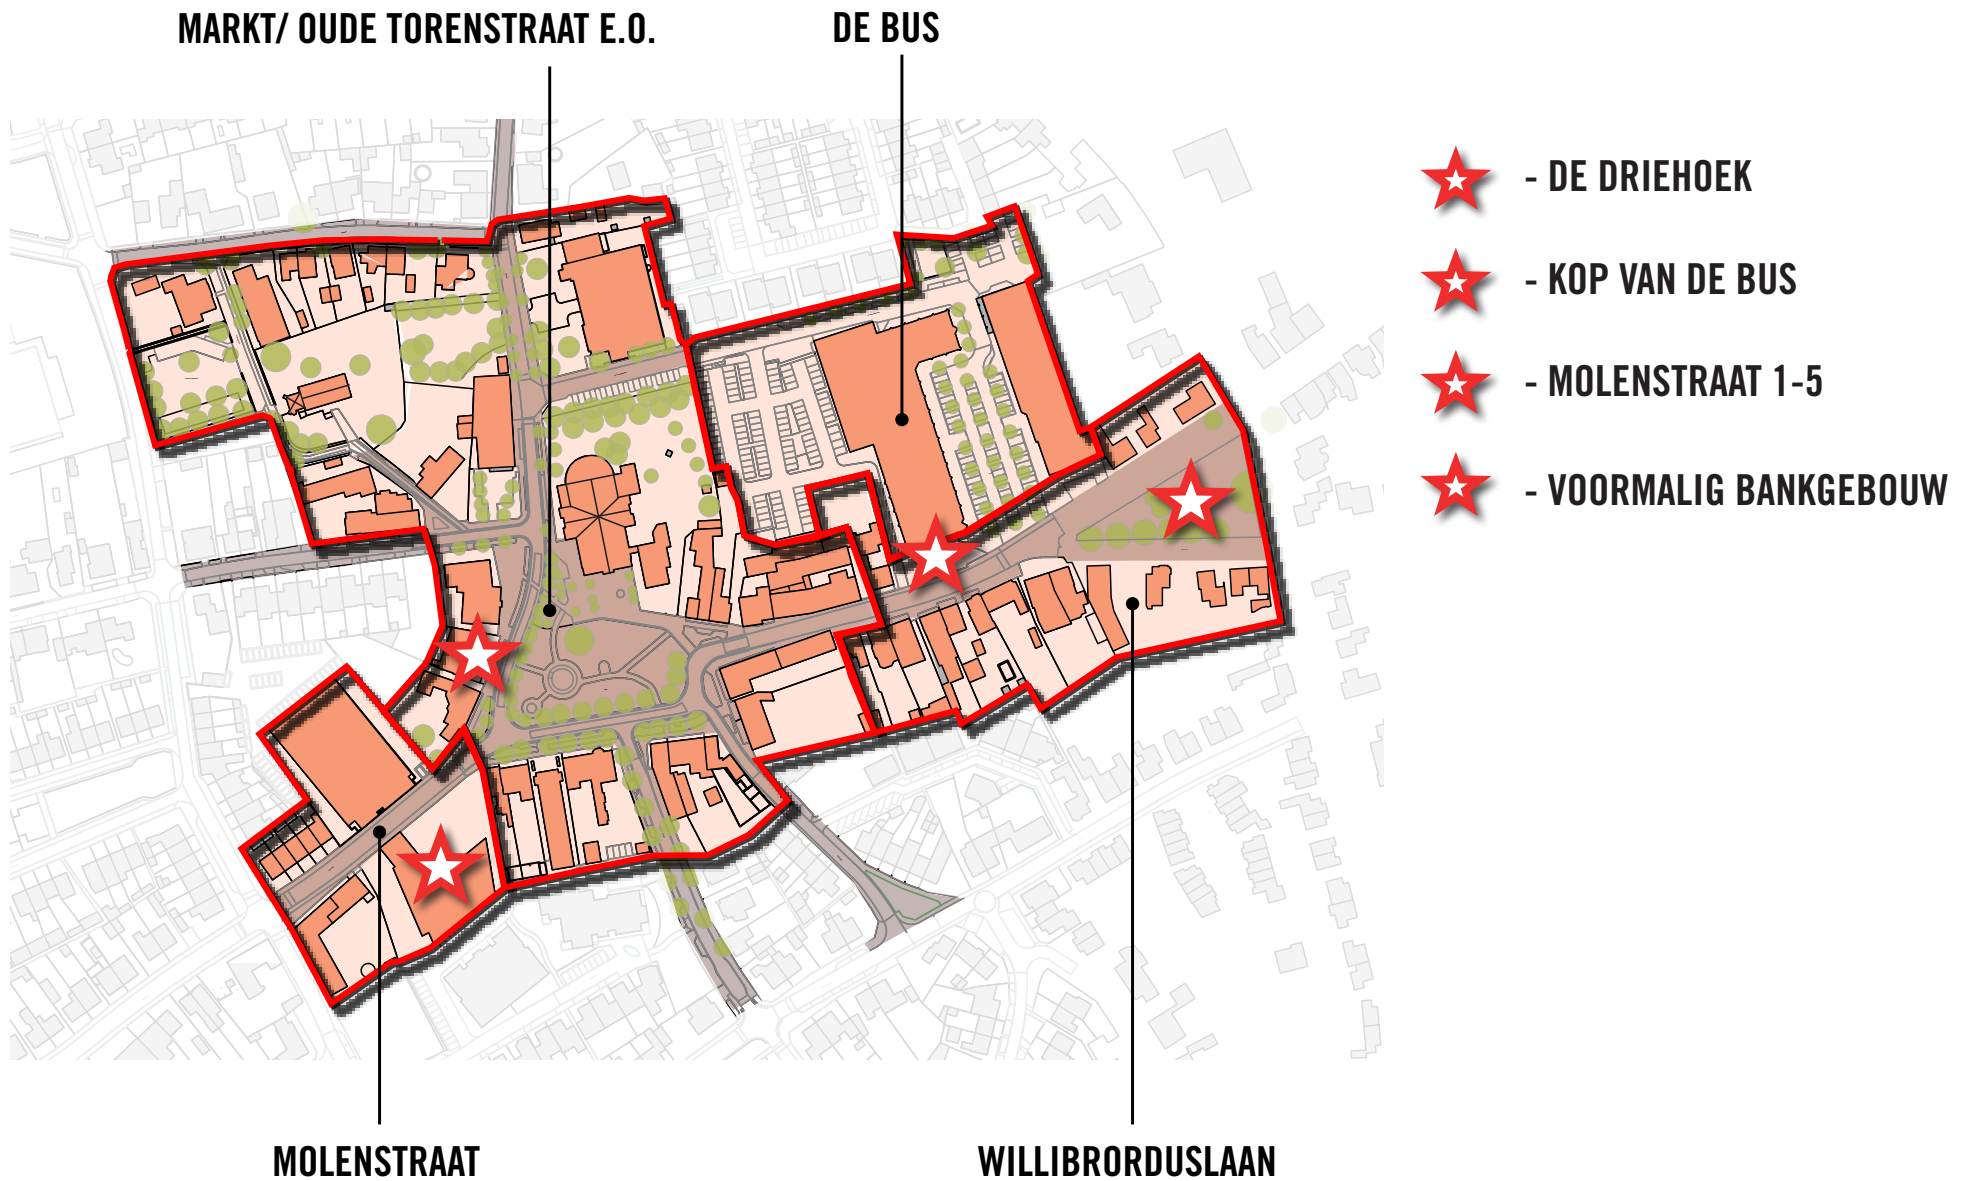 MARKT/ OUDE TORENSTRAAT E.O.
DE BUS
- DE DRIEHOEK
- KOP VAN DE BUS
- MOLENSTRAAT 1-5
- VOORMALIG BANKGEBOUW
MOLENSTRAAT
WILLIBRORDUSLAAN